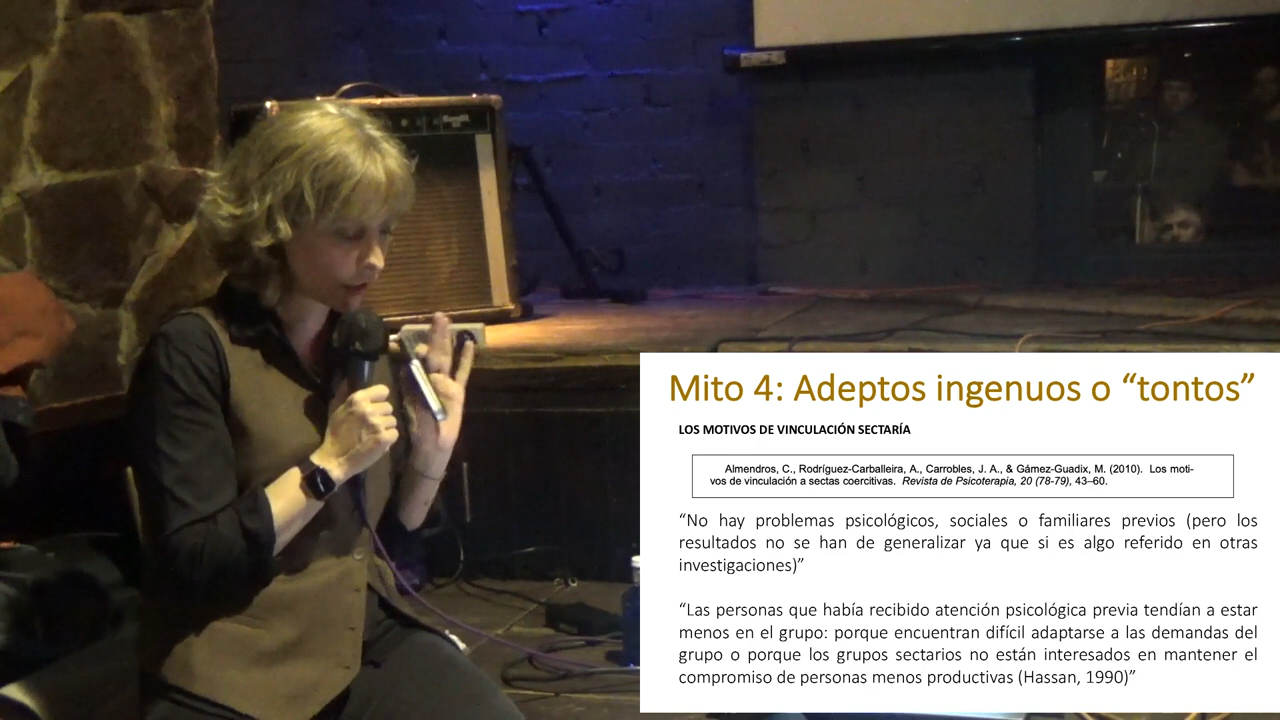 Mito 4: Adeptos ingenuos o “tontos”
LOS MOTIVOS DE VINCULACIÓN SECTARÍA
Almendros, C., Rodríguez-Carballeira, A., Carrobles, J. A., & Gámez-Guadix, M. (2010). Los moti-
vos de vinculación a sectas coercitivas. Revista de Psicoterapia, 20 (78-79), 43–60.
“No hay problemas psicológicos, sociales o familiares previos (pero los
resultados no se han de generalizar ya que si es algo referido en otras
investigaciones)”
“Las personas que había recibido atención psicológica previa tendían a estar
menos en el grupo: porque encuentran difícil adaptarse a las demandas del
grupo o porque los grupos sectarios no están interesados en mantener el
compromiso de personas menos productivas (Hassan, 1990)”